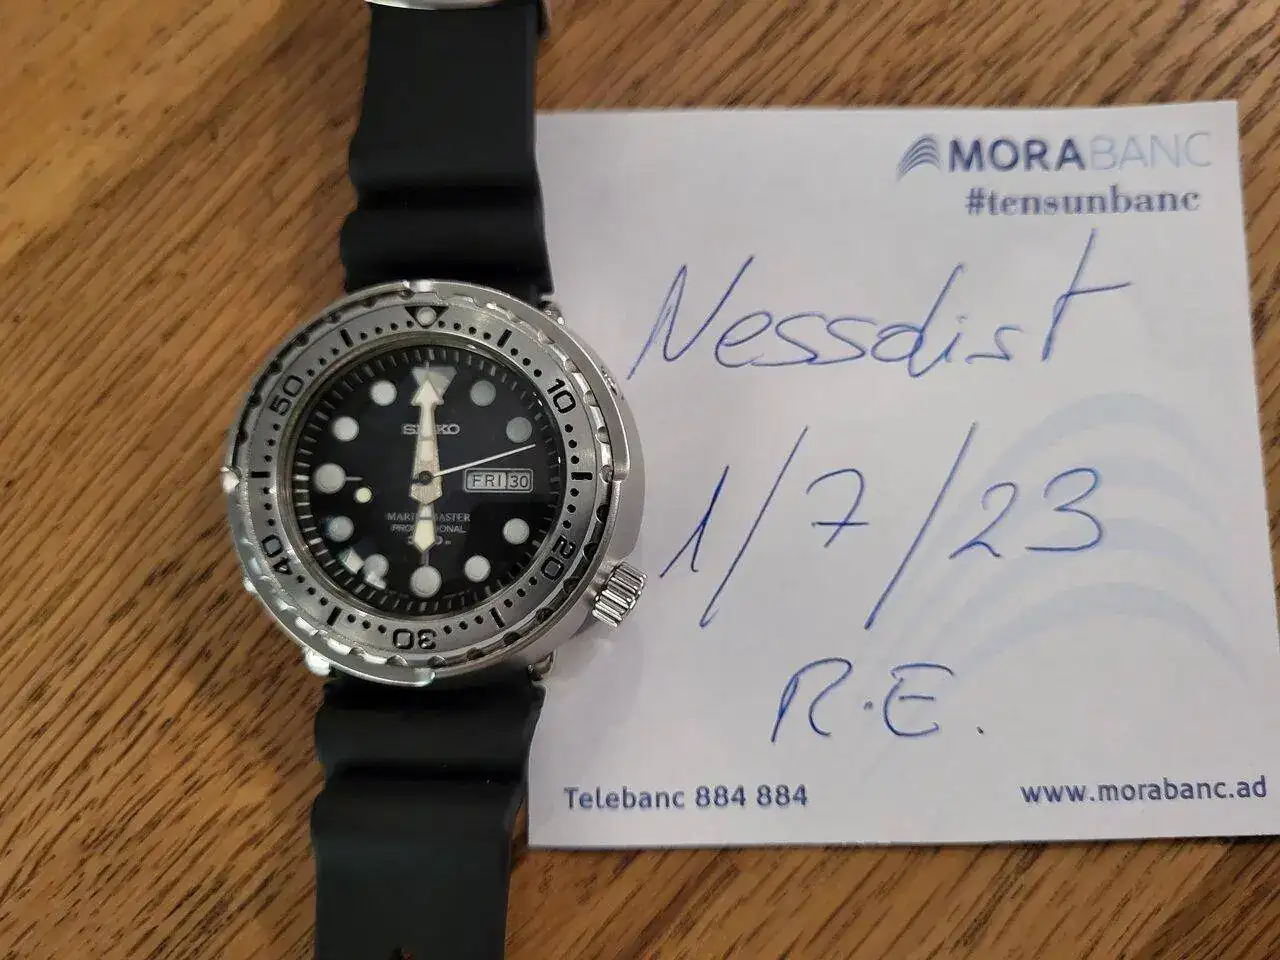 MORABANC
#tensunbanc
Nessdist
1/7/23
R.E.
Telebanc 884 884
www.morabanc.ad
10
20
30
40
50
SEIKO
FRI 30
MARINEMASTER
PROFESSIONAL
300m